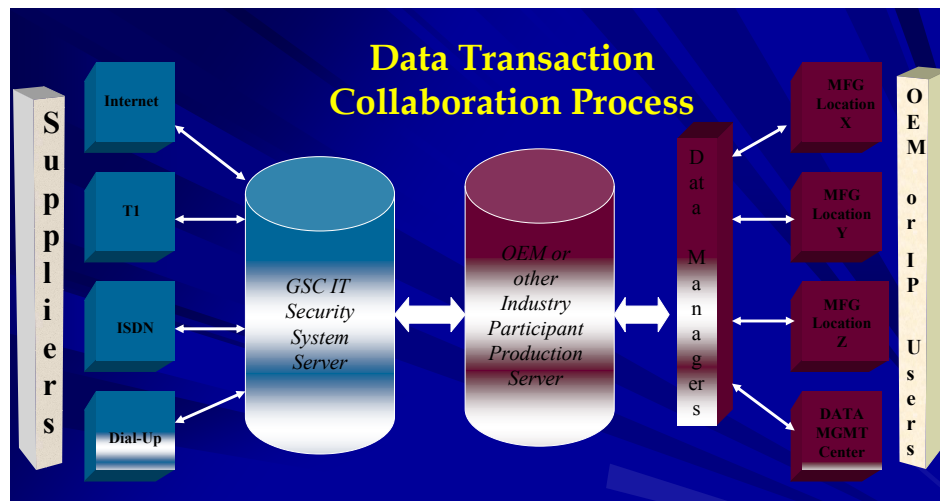 Data Transaction
Collaboration Process
Suppliers
Internet
T1
ISDN
Dial-Up
GSC IT
Security
System
Server
OEM or
other
Industry
Participant
Production
Server
Data Managers
MFG
Location
X
MFG
Location
Y
MFG
Location
Z
DATA
MGMT
Center
OEM or IP Users